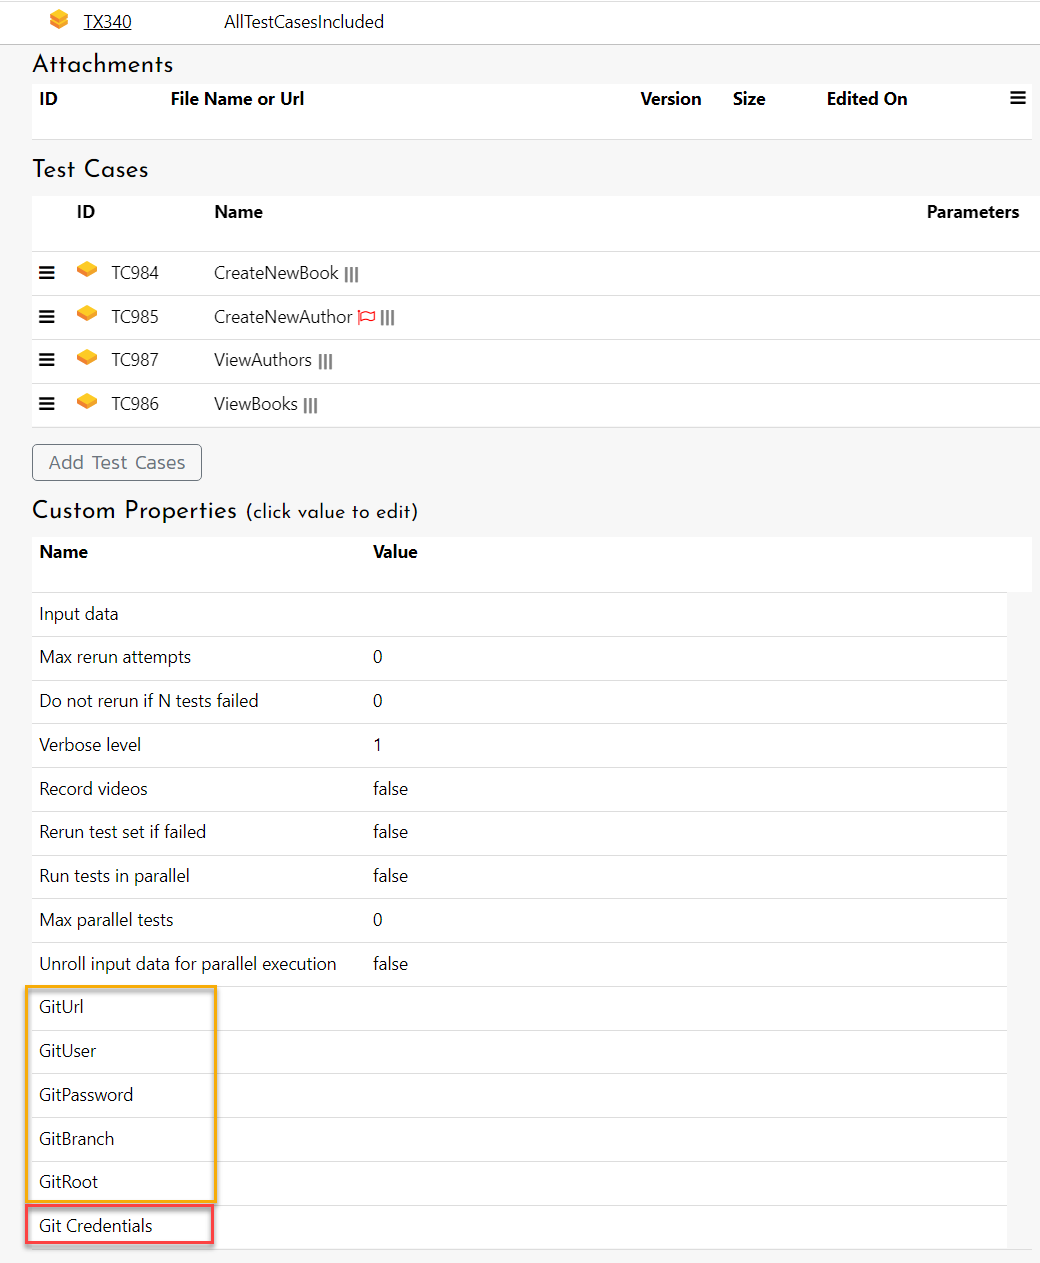 TX340 AllTestCasesIncluded
Attachments
ID File Name or Url Version Size Edited On
Test Cases
ID Name Parameters
TC984 CreateNewBook
TC985 CreateNewAuthor
TC987 ViewAuthors
TC986 ViewBooks
Add Test Cases
Custom Properties (click value to edit)
Name Value
Input data
Max rerun attempts 0
Do not rerun if N tests failed 0
Verbose level 1
Record videos false
Rerun test set if failed false
Run tests in parallel false
Max parallel tests 0
Unroll input data for parallel execution false
GitUrl
GitUser
GitPassword
GitBranch
GitRoot
Git Credentials